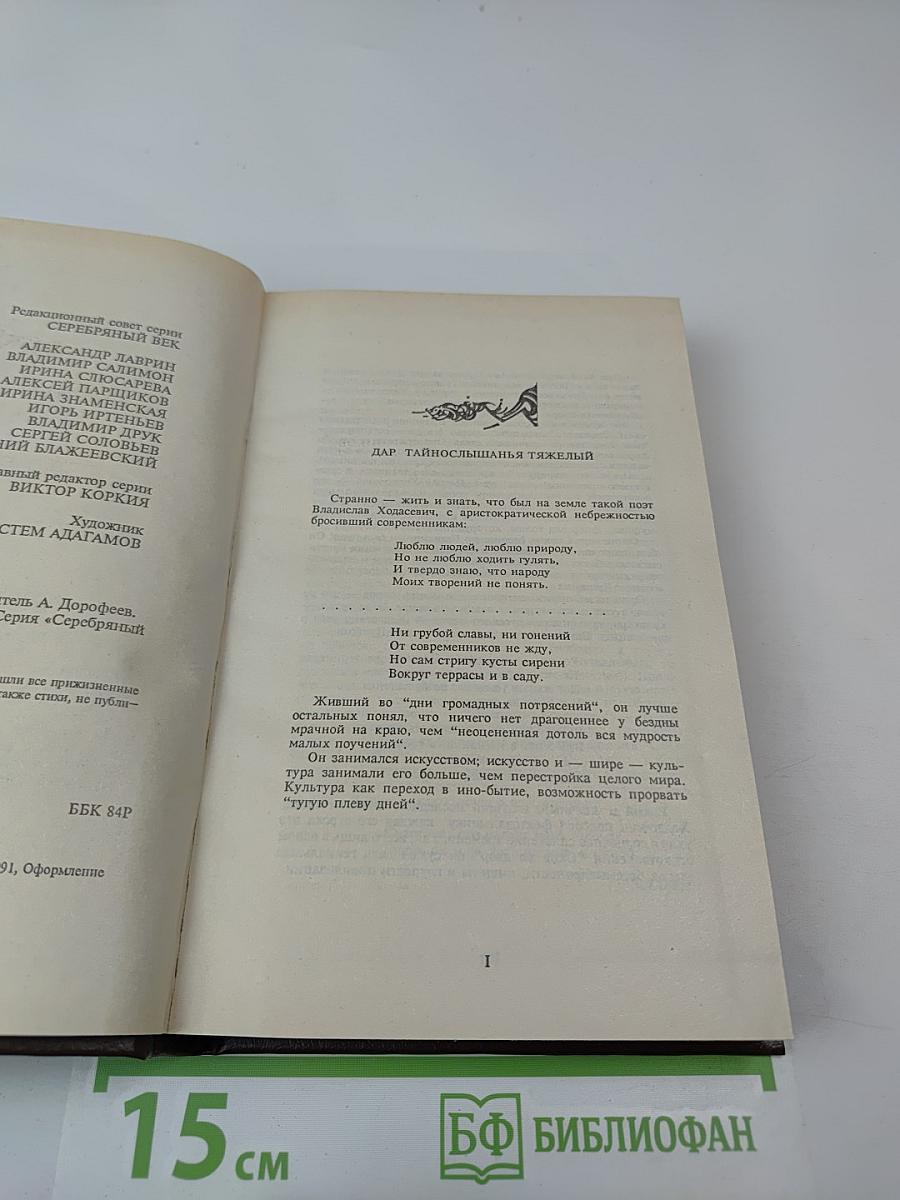 Редакционный совет серии
СЕРЕБРЯНЫЙ ВЕК
АЛЕКСАНДР ЛАВРИН
ВЛАДИМИР САЛИМОН
ИРИНА СЛЮСАРЕВА
АЛЕКСЕЙ ПАРЩИКОВ
ИРИНА ЗНАМЕНСКАЯ
ИГОРЬ ИРТЕНЬЕВ
ВЛАДИМИР ДРУК
СЕРГЕЙ СОЛОВЬЕВ
НИЙ БЛАЖЕЕВСКИЙ
авный редактор серии
ВИКТОР КОРКИЯ
Художник
СТЕМ АДАГАМОВ
тель А. Дорофеев.
Серия «Серебряный
шли все прижизненные
также стихи, не публи—
ББК 84Р
991, Оформление
ДАР ТАЙНОСЛЫШАНЬЯ ТЯЖЕЛЫЙ
Странно — жить и знать, что был на земле такой поэт
Владислав Ходасевич, с аристократической небрежностью
бросивший современникам:
Люблю людей, люблю природу,
Но не люблю ходить гулять,
И твердо знаю, что народу
Моих творений не понять.
. . . . . . . . . . . . . . . . . . . . . . . . .
Ни грубой славы, ни гонений
От современников не жду,
Но сам стригу кусты сирени
Вокруг террасы и в саду.
Живший во “дни громадных потрясений“, он лучше
остальных понял, что ничего нет драгоценнее у бездны
мрачной на краю, чем “неоцененная дотоль вся мудрость
малых поучений“.
Он занимался искусством; искусство и — шире — куль-
тура занимали его больше, чем перестройка целого мира.
Культура как переход в ино-бытие, возможность прорвать
“тугую плеву дней“.
I
15 см
БФ БИБЛИОФАН